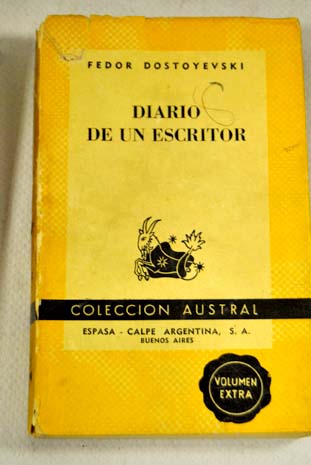 FEDOR DOSTOYEVSKI
DIARIO
DE UN ESCRITOR
COLECCION AUSTRAL
ESPASA - CALPE ARGENTINA, S. A.
BUENOS AIRES
VOLUMEN
EXTRA